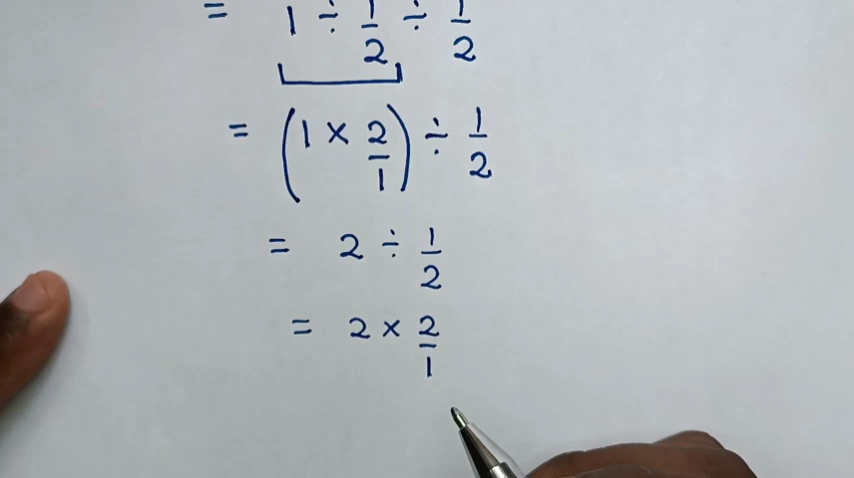 = 1 ÷ 1/2 ÷ 1/2
= (1 × 2/1) ÷ 1/2
= 2 ÷ 1/2
= 2 × 2/1